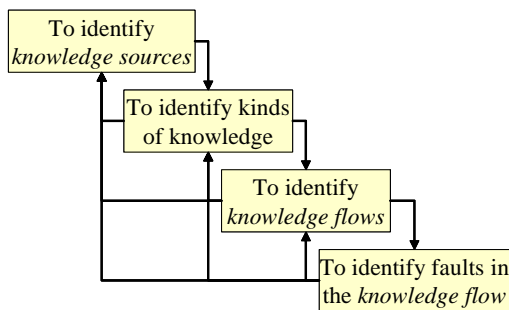 To identify
knowledge sources
To identify kinds
of knowledge
To identify
knowledge flows
To identify faults in
the knowledge flow